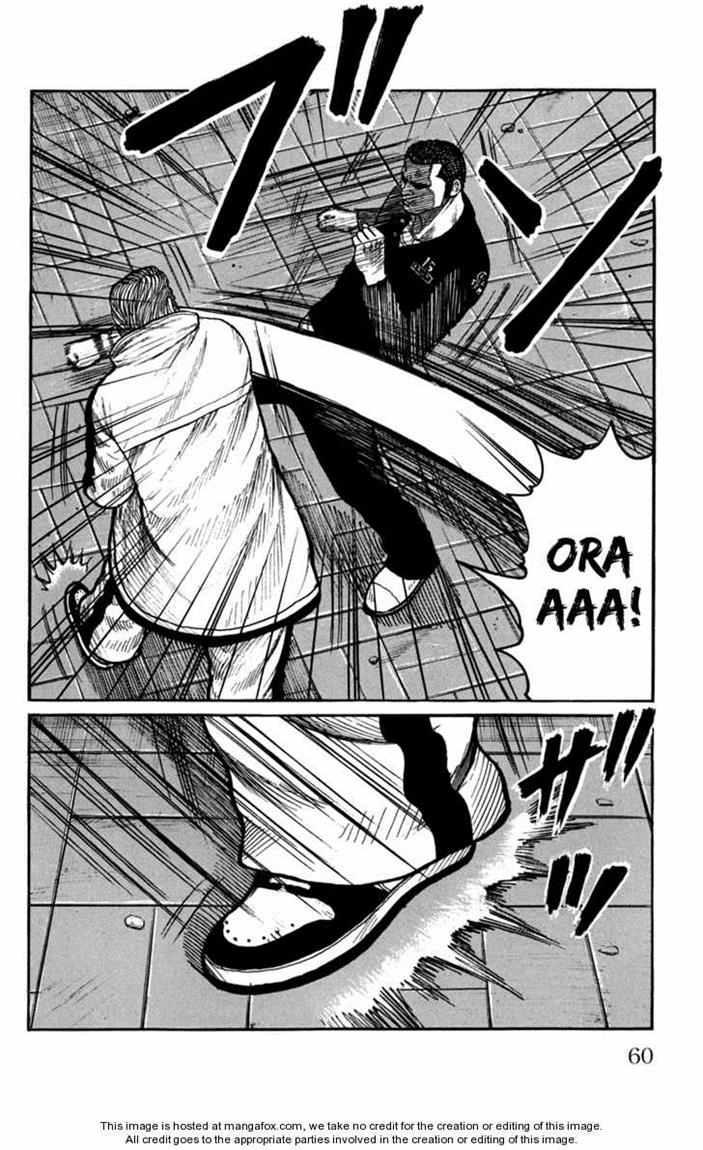 ブン
ORA
AAA!
ザッ
60
This image is hosted at mangafox.com, we take no credit for the creation or editing of this image.
All credit goes to the appropriate parties involved in the creation or editing of this image.